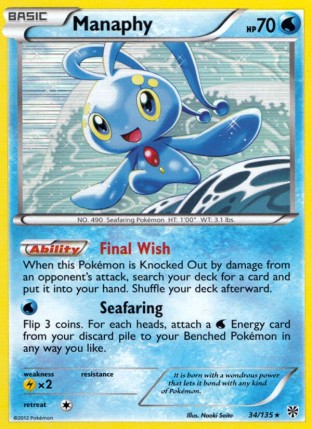 BASIC
Manaphy
HP70
NO. 490 Seafaring Pokémon HT: 1'00" WT: 3.1 lbs.
Ability Final Wish
When this Pokémon is Knocked Out by damage from
an opponent's attack, search your deck for a card and
put it into your hand. Shuffle your deck afterward.
Seafaring
Flip 3 coins. For each heads, attach a Energy card
from your discard pile to your Benched Pokémon in
any way you like.
weakness resistance
×2
retreat
It is born with a wondrous power
that lets it bond with any kind
of Pokémon.
©2012 Pokémon
Illus. Naoki Saito
34/135★